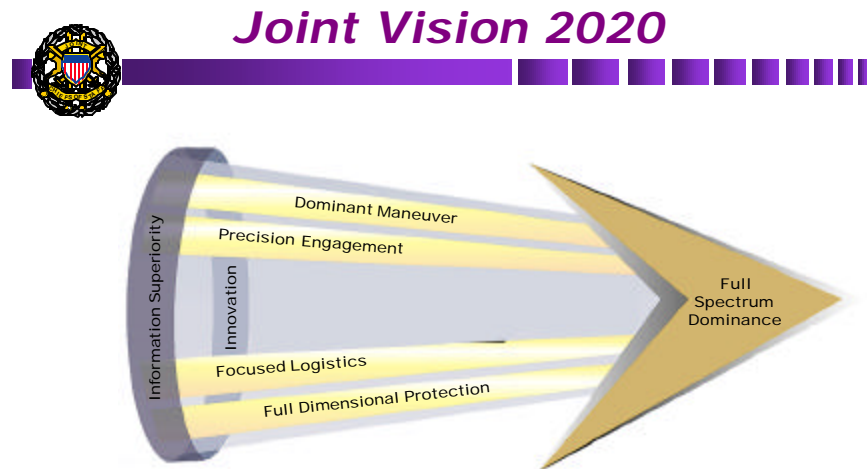 Joint Vision 2020
Information Superiority
Innovation
Dominant Maneuver
Precision Engagement
Focused Logistics
Full Dimensional Protection
Full
Spectrum
Dominance